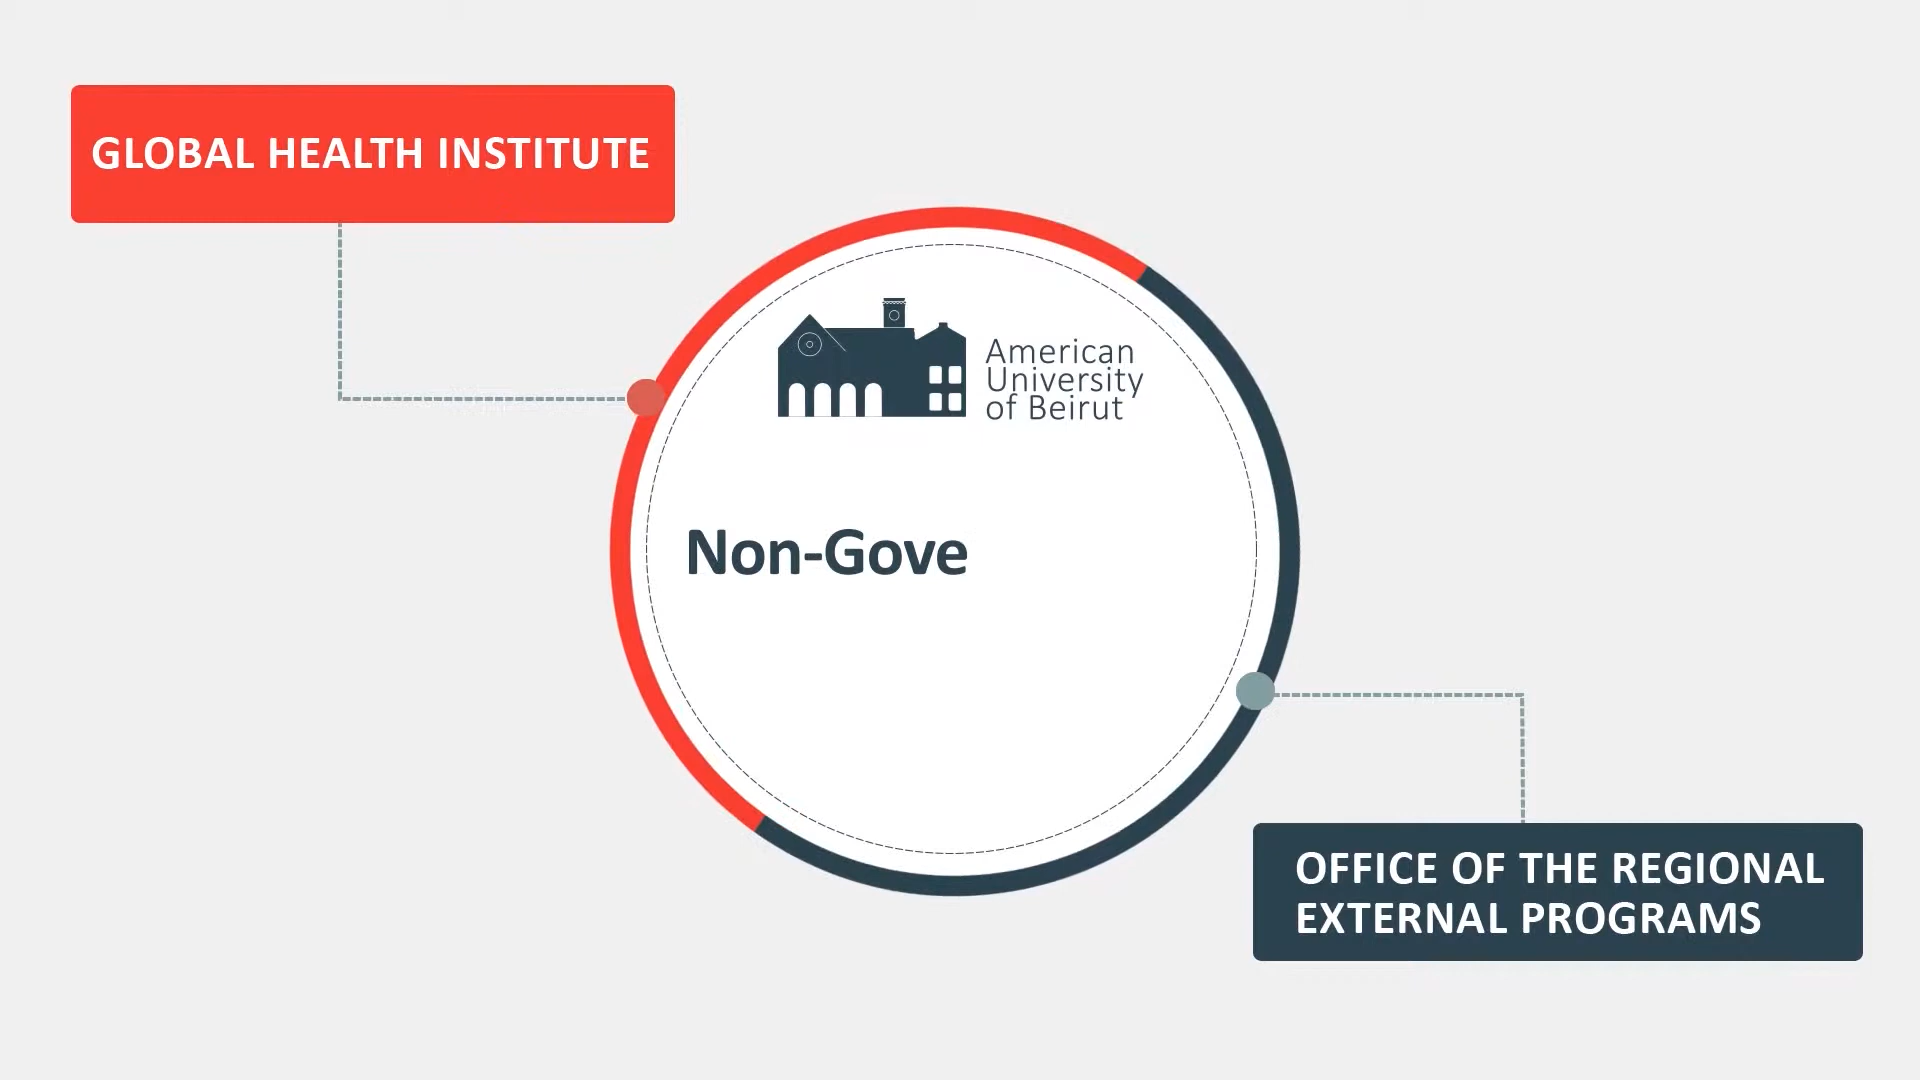 GLOBAL HEALTH INSTITUTE
American
University
of Beirut
Non-Gove
OFFICE OF THE REGIONAL
EXTERNAL PROGRAMS